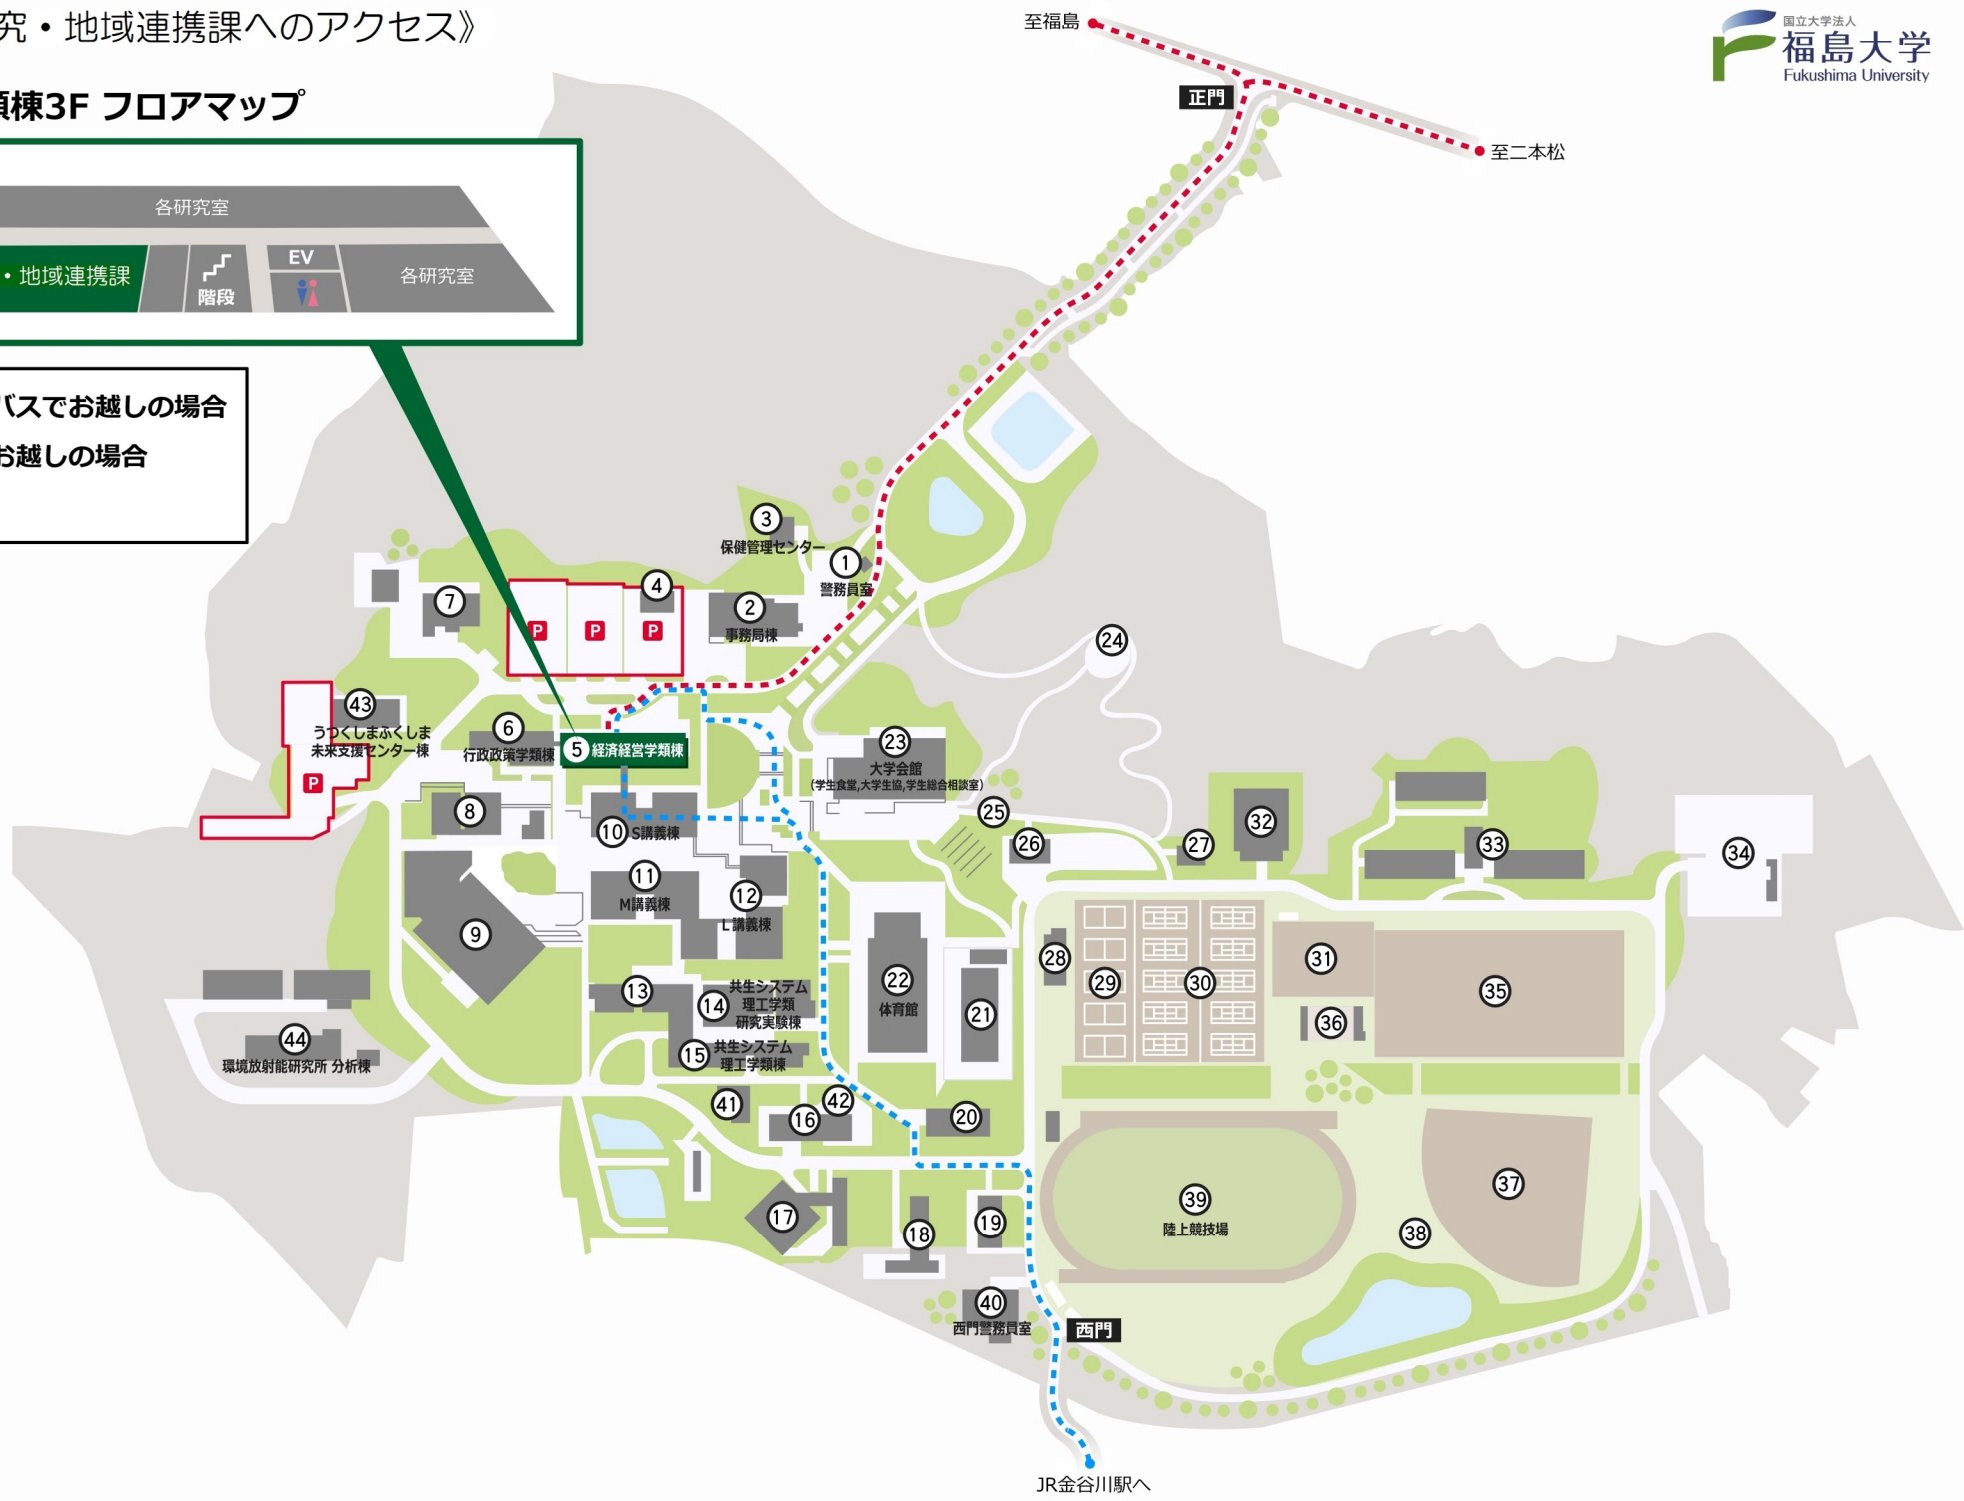 究・地域連携課へのアクセス》
国立大学法人
福島大学
Fukushima University
至福島
正門
至二本松
類棟3F フロアマップ
各研究室
・地域連携課
階段
EV
各研究室
バスでお越しの場合
お越しの場合
3
保健管理センター
1
警務員室
4
2
事務局棟
7
P
P
P
24
43
うつくしまふくしま
未来支援センター棟
6
行政政策学類棟
5 経済経営学類棟
23
大学会館
(学生食堂,大学生協,学生総合相談室)
P
8
10 S講義棟
25
26
27
32
33
34
11
M講義棟
12
L講義棟
9
22
体育館
28
29
30
31
35
13
14 共生システム
理工学類
研究実験棟
21
36
44
環境放射能研究所 分析棟
15 共生システム
理工学類棟
41
42
16
20
17
18
19
39
陸上競技場
37
38
40
西門警務員室
西門
JR金谷川駅へ